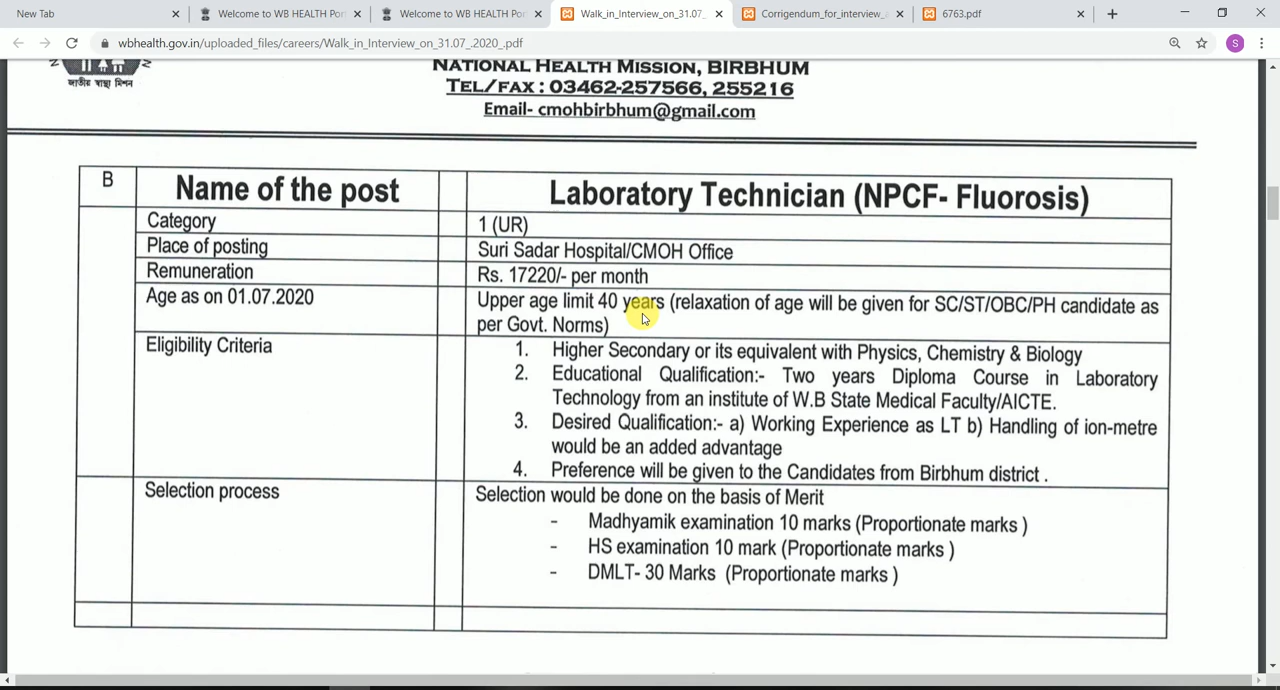 New Tab
Welcome to WB HEALTH Por
Welcome to WB HEALTH Por
Walk_in_Interview_on_31.07_
Corrigendum_for_interview_
6763.pdf
wbhealth.gov.in/uploaded_files/careers/Walk_in_Interview_on_31.07_.2020_.pdf
S
জাতীয় স্বাস্থ্য মিশন
NATIONAL HEALTH MISSION, BIRBHUM
TEL/FAX : 03462-257566, 255216
Email- cmohbirbhum@gmail.com
B Name of the post Laboratory Technician (NPCF- Fluorosis)
Category 1 (UR)
Place of posting Suri Sadar Hospital/CMOH Office
Remuneration Rs. 17220/- per month
Age as on 01.07.2020 Upper age limit 40 years (relaxation of age will be given for SC/ST/OBC/PH candidate as
per Govt. Norms)
Eligibility Criteria 1. Higher Secondary or its equivalent with Physics, Chemistry & Biology
2. Educational Qualification:- Two years Diploma Course in Laboratory
Technology from an institute of W.B State Medical Faculty/AICTE.
3. Desired Qualification:- a) Working Experience as LT b) Handling of ion-metre
would be an added advantage
4. Preference will be given to the Candidates from Birbhum district .
Selection process Selection would be done on the basis of Merit
- Madhyamik examination 10 marks (Proportionate marks )
- HS examination 10 mark (Proportionate marks )
- DMLT- 30 Marks (Proportionate marks )